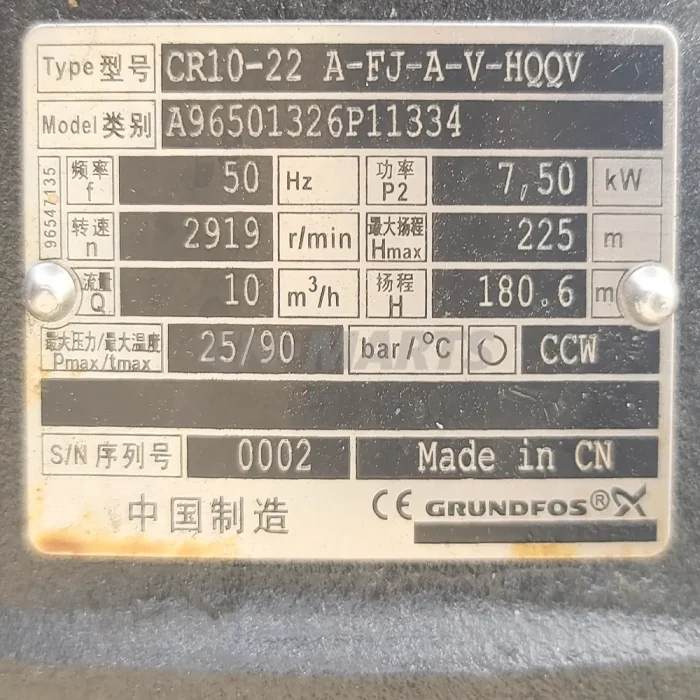 Type 型号 CR10-22 A-FJ-A-V-HQQV
Model 类别 A96501326P11334
96547135
频率 f 50 Hz 功率 P2 7,50 kW
转速 n 2919 r/min 最大扬程 Hmax 225 m
流量 Q 10 m³/h 扬程 H 180.6 m
最大压力/最大温度 Pmax/tmax 25/90 bar/°C CCW
MARTS
S/N 序列号 0002 Made in CN
中国制造 CE GRUNDFOS®